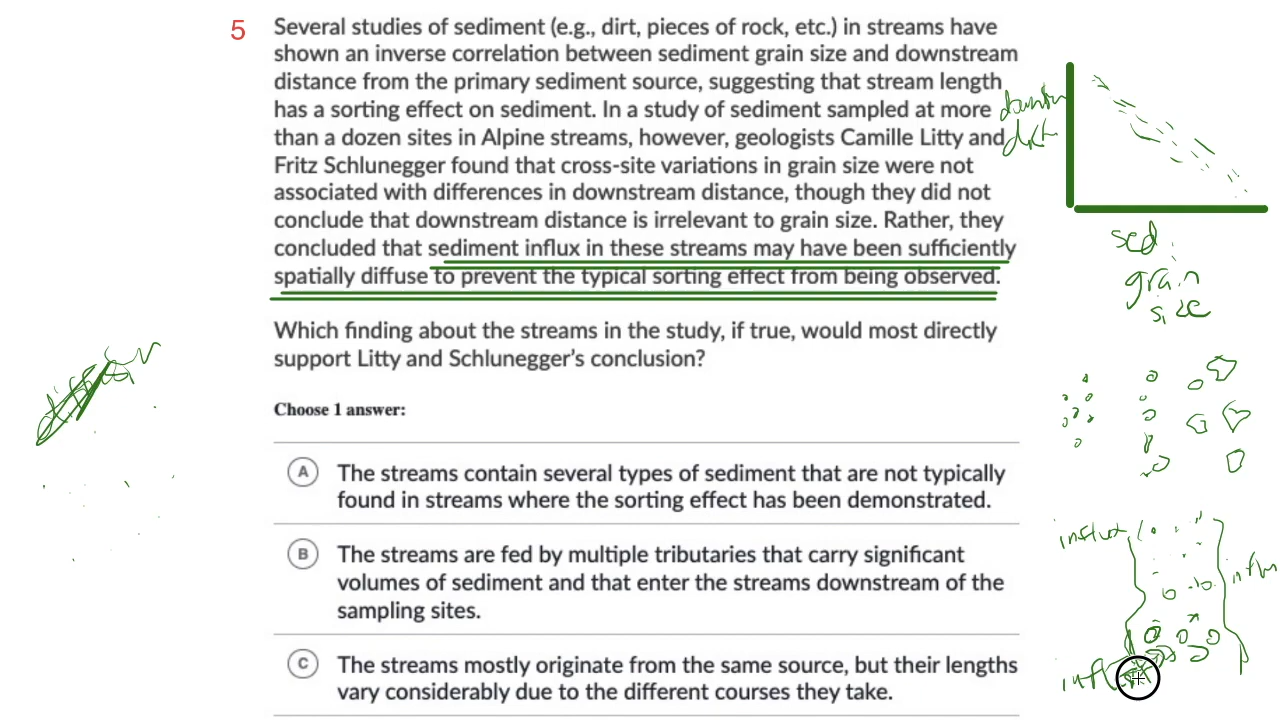 5
Several studies of sediment (e.g., dirt, pieces of rock, etc.) in streams have
shown an inverse correlation between sediment grain size and downstream
distance from the primary sediment source, suggesting that stream length
has a sorting effect on sediment. In a study of sediment sampled at more
than a dozen sites in Alpine streams, however, geologists Camille Litty and
Fritz Schlunegger found that cross-site variations in grain size were not
associated with differences in downstream distance, though they did not
conclude that downstream distance is irrelevant to grain size. Rather, they
concluded that sediment influx in these streams may have been sufficiently
spatially diffuse to prevent the typical sorting effect from being observed.
Which finding about the streams in the study, if true, would most directly
support Litty and Schlunegger's conclusion?
Choose 1 answer:
A
The streams contain several types of sediment that are not typically
found in streams where the sorting effect has been demonstrated.
B
The streams are fed by multiple tributaries that carry significant
volumes of sediment and that enter the streams downstream of the
sampling sites.
C
The streams mostly originate from the same source, but their lengths
vary considerably due to the different courses they take.
sed
grain
size
influx